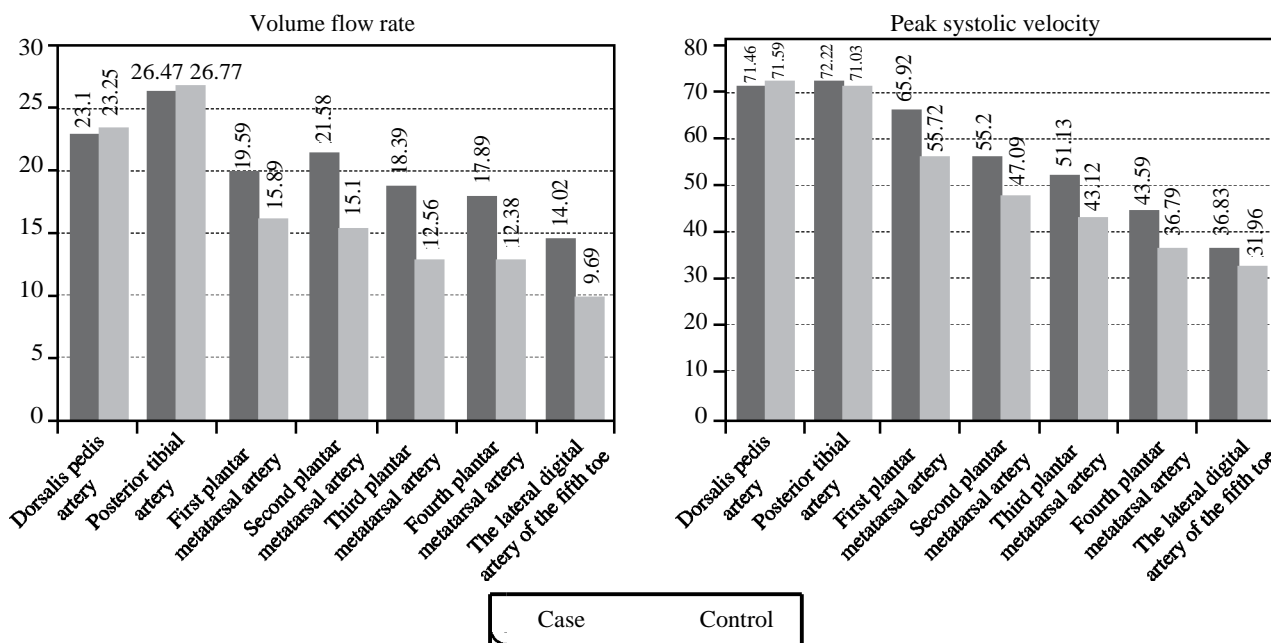 Volume flow rate
30
25
20
15
10
5
0
23.1
23.25
26.47
26.77
19.59
15.89
21.58
15.1
18.39
12.56
17.89
12.38
14.02
9.69
Dorsalis pedis
artery
Posterior tibial
artery
First plantar
metatarsal artery
Second plantar
metatarsal artery
Third plantar
metatarsal artery
Fourth plantar
metatarsal artery
The lateral digital
artery of the fifth toe
Peak systolic velocity
80
70
60
50
40
30
20
10
0
71.46
71.59
72.22
71.03
65.92
55.72
55.2
47.09
51.13
43.12
43.59
36.79
36.83
31.96
Dorsalis pedis
artery
Posterior tibial
artery
First plantar
metatarsal artery
Second plantar
metatarsal artery
Third plantar
metatarsal artery
Fourth plantar
metatarsal artery
The lateral digital
artery of the fifth toe
Case
Control